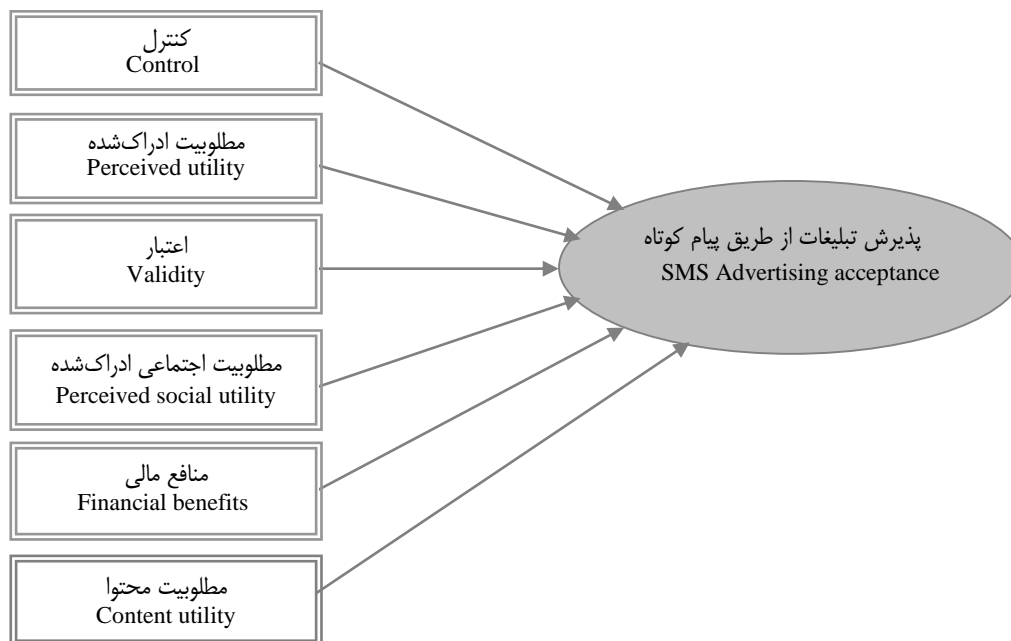 کنترل
Control
مطلوبیت ادراک‌شده
Perceived utility
اعتبار
Validity
مطلوبیت اجتماعی ادراک‌شده
Perceived social utility
منافع مالی
Financial benefits
مطلوبیت محتوا
Content utility
پذیرش تبلیغات از طریق پیام کوتاه
SMS Advertising acceptance